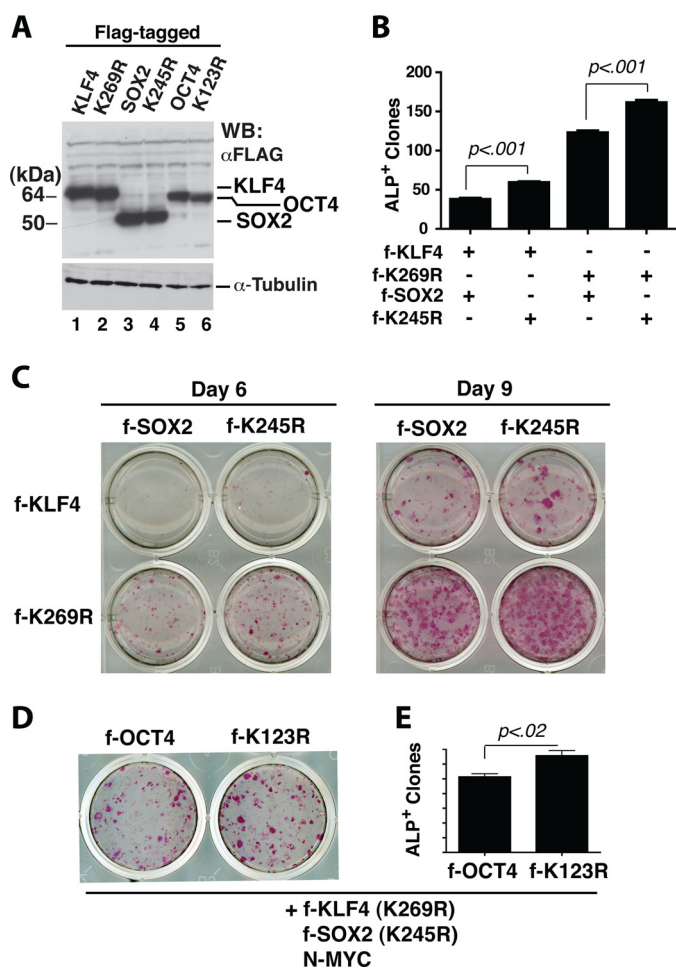 A
Flag-tagged
KLF4
K269R
SOX2
K245R
OCT4
K123R
WB:
αFLAG
(kDa)
64
50
KLF4
OCT4
SOX2
α-Tubulin
1 2 3 4 5 6
B
ALP+ Clones
200
150
100
50
0
p<.001
p<.001
f-KLF4 + + - -
f-K269R - - + +
f-SOX2 + - + -
f-K245R - + - +
C
Day 6
Day 9
f-SOX2 f-K245R
f-SOX2 f-K245R
f-KLF4
f-K269R
D
f-OCT4 f-K123R
E
p<.02
ALP+ Clones
f-OCT4 f-K123R
+ f-KLF4 (K269R)
f-SOX2 (K245R)
N-MYC